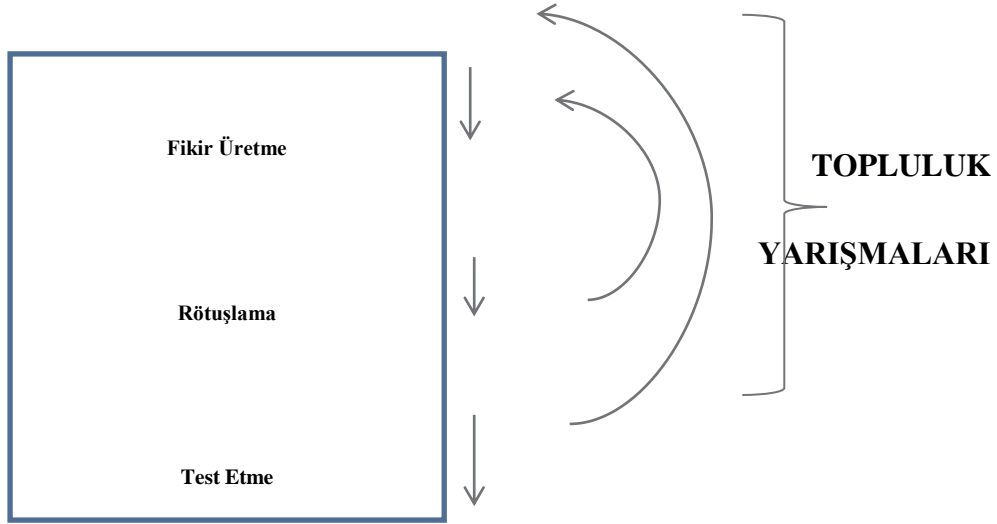 Fikir Üretme
TOPLULUK
YARIŞMALARI
Rötuşlama
Test Etme